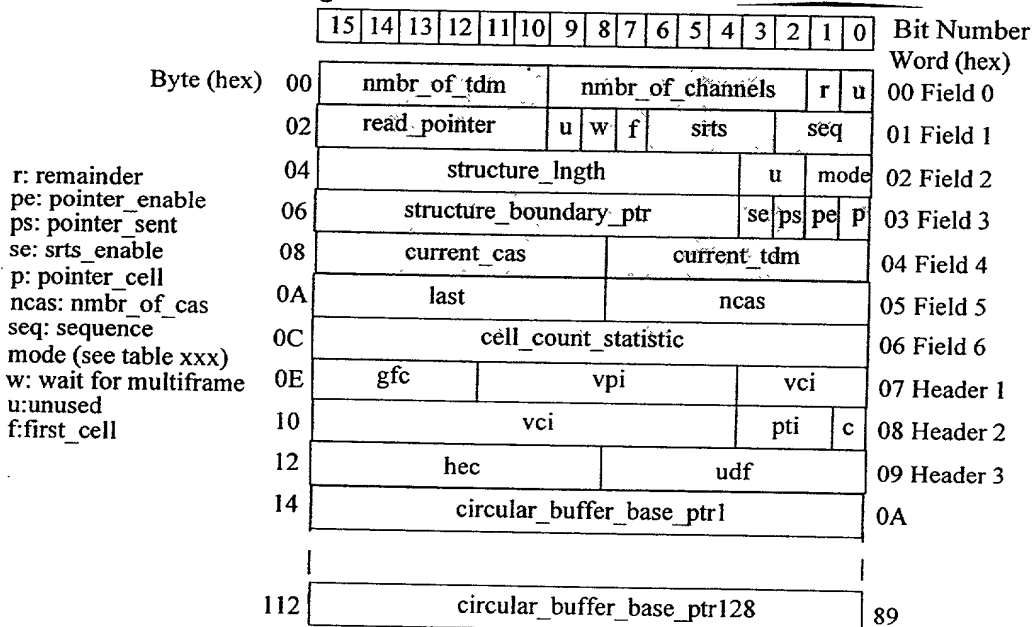 15 14 13 12 11 10 9 8 7 6 5 4 3 2 1 0 Bit Number
Word (hex)
Byte (hex) 00 nmbr_of_tdm nmbr_of_channels r u 00 Field 0
02 read_pointer u w f srts seq 01 Field 1
04 structure_lngth u mode 02 Field 2
06 structure_boundary_ptr se ps pe p 03 Field 3
08 current_cas current_tdm 04 Field 4
0A last ncas 05 Field 5
0C cell_count_statistic 06 Field 6
0E gfc vpi vci 07 Header 1
10 vci pti c 08 Header 2
12 hec udf 09 Header 3
14 circular_buffer_base_ptr1 0A
112 circular_buffer_base_ptr128 89
r: remainder
pe: pointer_enable
ps: pointer_sent
se: srts_enable
p: pointer_cell
ncas: nmbr_of_cas
seq: sequence
mode (see table xxx)
w: wait for multiframe
u:unused
f:first_cell